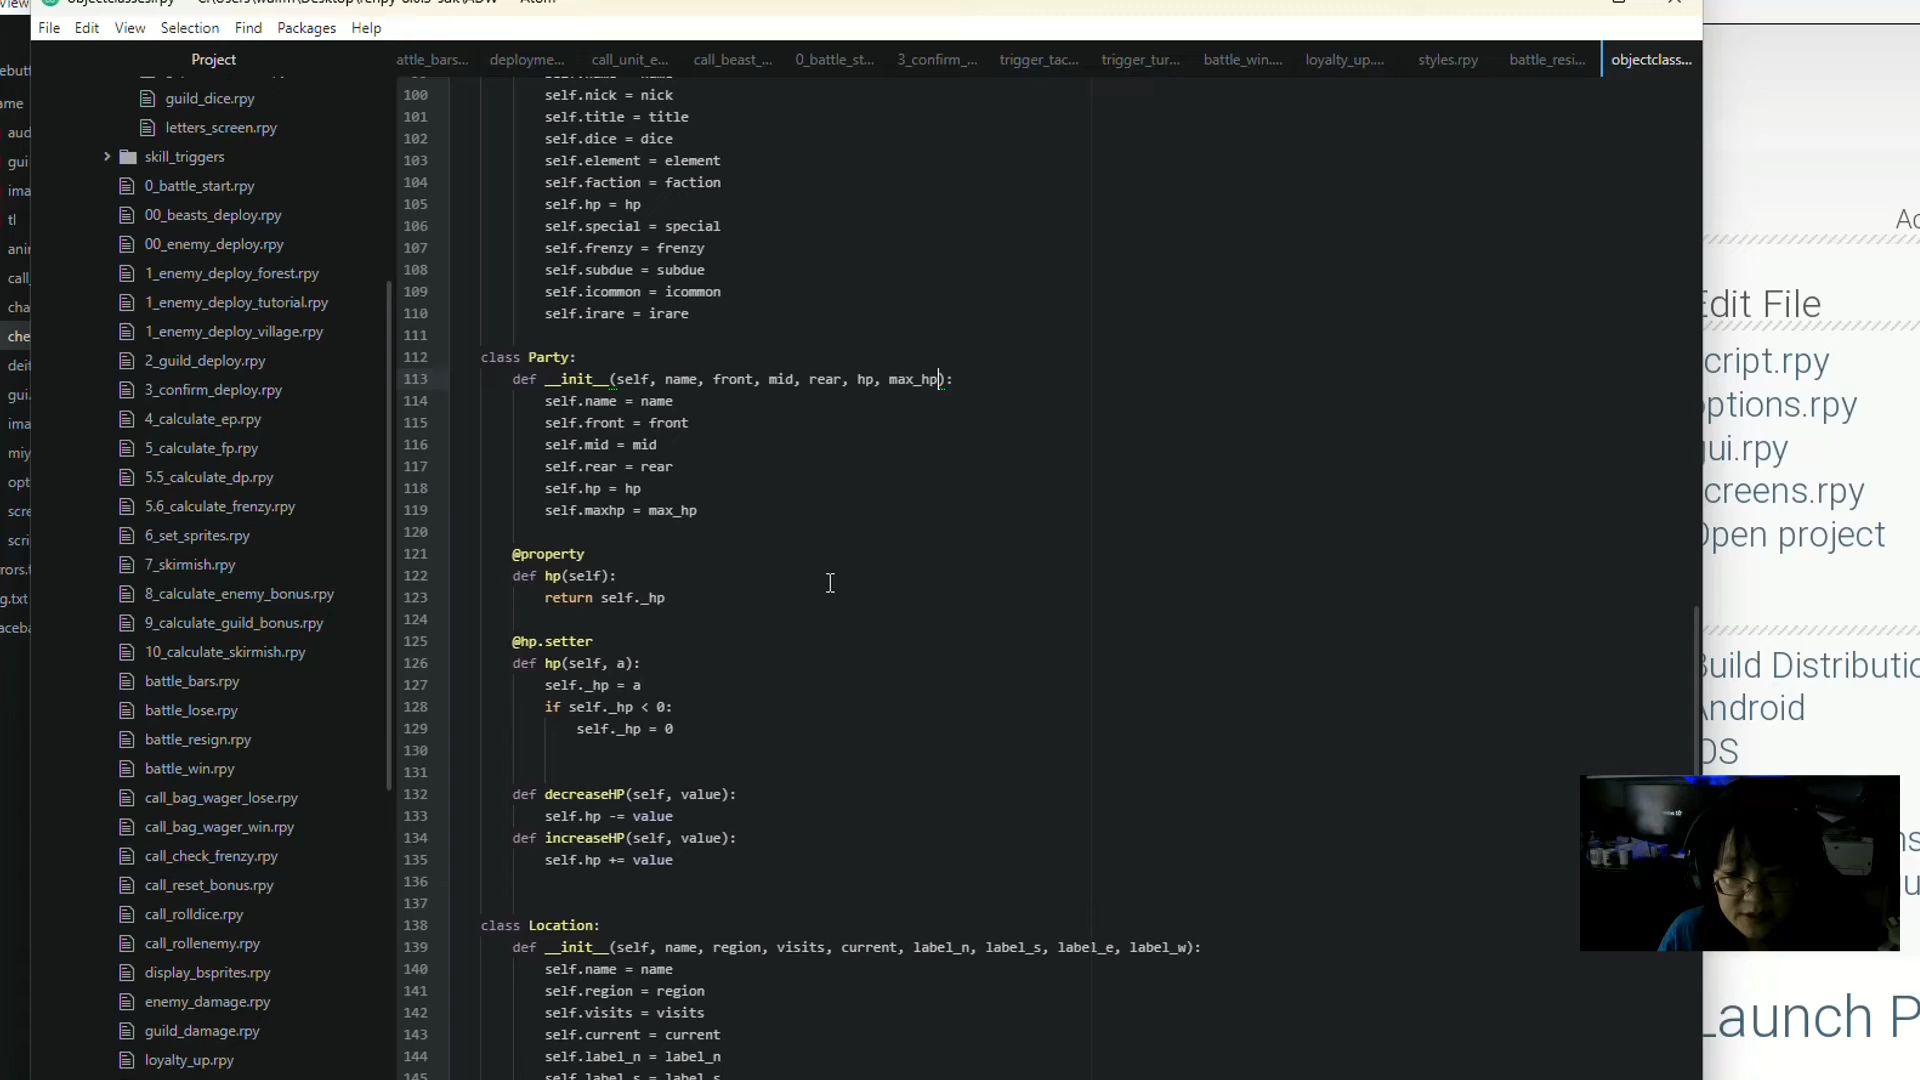 File Edit View Selection Find Packages Help
Project
attle_bars... deployme... call_unit_e... call_beast_... 0_battle_st... 3_confirm_... trigger_tac... trigger_tur... battle_win.... loyalty_up.... styles.rpy battle_resi... objectclass...
guild_dice.rpy
letters_screen.rpy
skill_triggers
0_battle_start.rpy
00_beasts_deploy.rpy
00_enemy_deploy.rpy
1_enemy_deploy_forest.rpy
1_enemy_deploy_tutorial.rpy
1_enemy_deploy_village.rpy
2_guild_deploy.rpy
3_confirm_deploy.rpy
4_calculate_ep.rpy
5_calculate_fp.rpy
5.5_calculate_dp.rpy
5.6_calculate_frenzy.rpy
6_set_sprites.rpy
7_skirmish.rpy
8_calculate_enemy_bonus.rpy
9_calculate_guild_bonus.rpy
10_calculate_skirmish.rpy
battle_bars.rpy
battle_lose.rpy
battle_resign.rpy
battle_win.rpy
call_bag_wager_lose.rpy
call_bag_wager_win.rpy
call_check_frenzy.rpy
call_reset_bonus.rpy
call_rolldice.rpy
call_rollenemy.rpy
display_bsprites.rpy
enemy_damage.rpy
guild_damage.rpy
loyalty_up.rpy
100 self.nick = nick
101 self.title = title
102 self.dice = dice
103 self.element = element
104 self.faction = faction
105 self.hp = hp
106 self.special = special
107 self.frenzy = frenzy
108 self.subdue = subdue
109 self.icommon = icommon
110 self.irare = irare
111
112 class Party:
113 def __init__(self, name, front, mid, rear, hp, max_hp):
114 self.name = name
115 self.front = front
116 self.mid = mid
117 self.rear = rear
118 self.hp = hp
119 self.maxhp = max_hp
120
121 @property
122 def hp(self):
123 return self._hp
124
125 @hp.setter
126 def hp(self, a):
127 self._hp = a
128 if self._hp < 0:
129 self._hp = 0
130
131
132 def decreaseHP(self, value):
133 self.hp -= value
134 def increaseHP(self, value):
135 self.hp += value
136
137
138 class Location:
139 def __init__(self, name, region, visits, current, label_n, label_s, label_e, label_w):
140 self.name = name
141 self.region = region
142 self.visits = visits
143 self.current = current
144 self.label_n = label_n
145 self.label_s = label_s
Edit File
cript.rpy
options.rpy
gui.rpy
creens.rpy
Open project
Build Distributio
Android
OS
Launch P